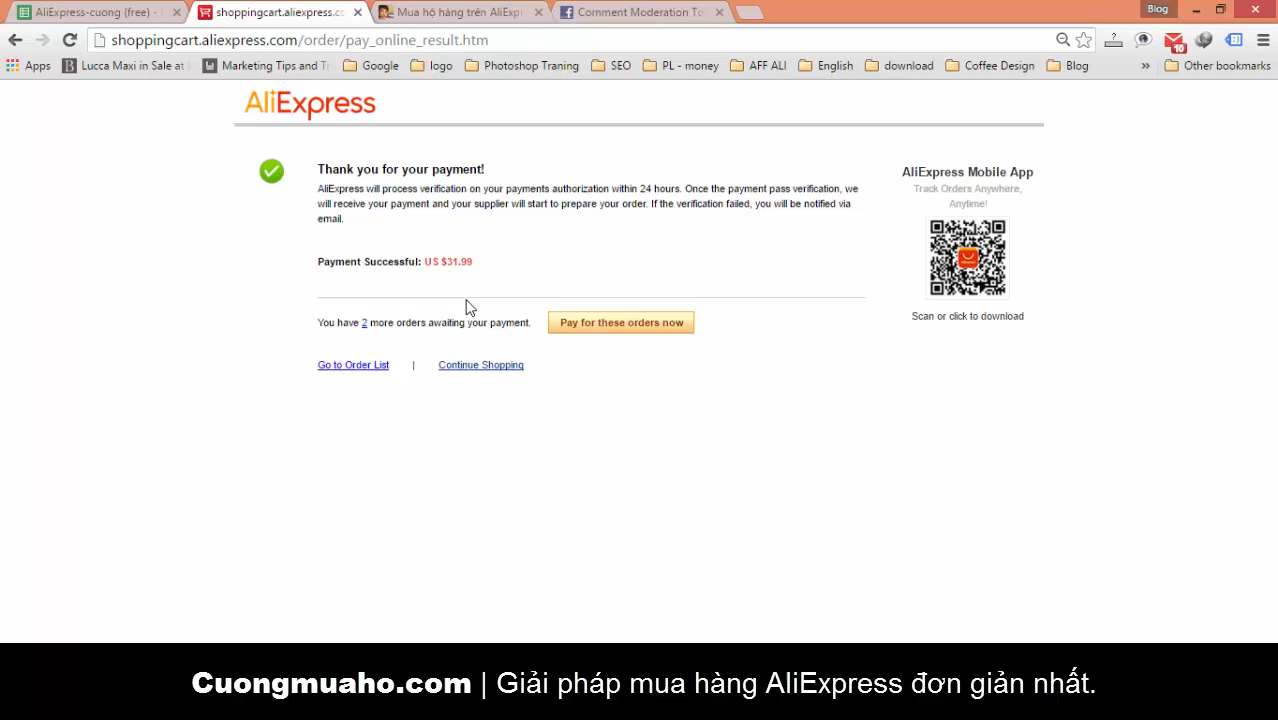 AliExpress-cuong (free) -
shoppingcart.aliexpress.co
Mua hộ hàng trên AliExpr
Comment Moderation To
Blog
shoppingcart.aliexpress.com/order/pay_online_result.htm
10
Apps
Lucca Maxi in Sale at
Marketing Tips and Tr
Google
logo
Photoshop Traning
SEO
PL - money
AFF ALI
English
download
Coffee Design
Blog
»
Other bookmarks
AliExpress
Thank you for your payment!
AliExpress will process verification on your payments authorization within 24 hours. Once the payment pass verification, we
will receive your payment and your supplier will start to prepare your order. If the verification failed, you will be notified via
email.
Payment Successful: US $31.99
You have 2 more orders awaiting your payment.
Pay for these orders now
Go to Order List | Continue Shopping
AliExpress Mobile App
Track Orders Anywhere,
Anytime!
Scan or click to download
Cuongmuaho.com | Giải pháp mua hàng AliExpress đơn giản nhất.